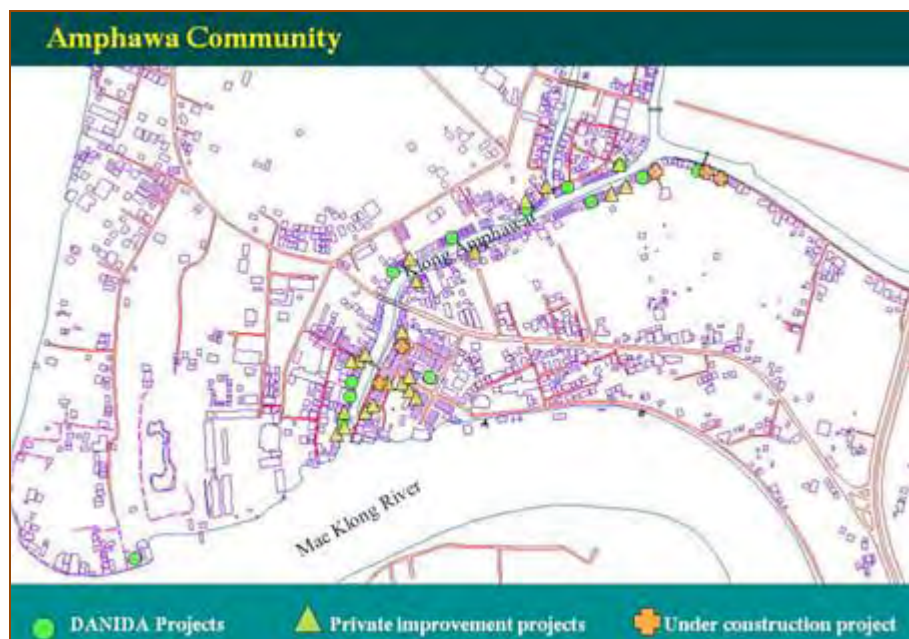 Amphawa Community
Klong Amphawa
Mae Klong River
DANIDA Projects
Private improvement projects
Under construction project